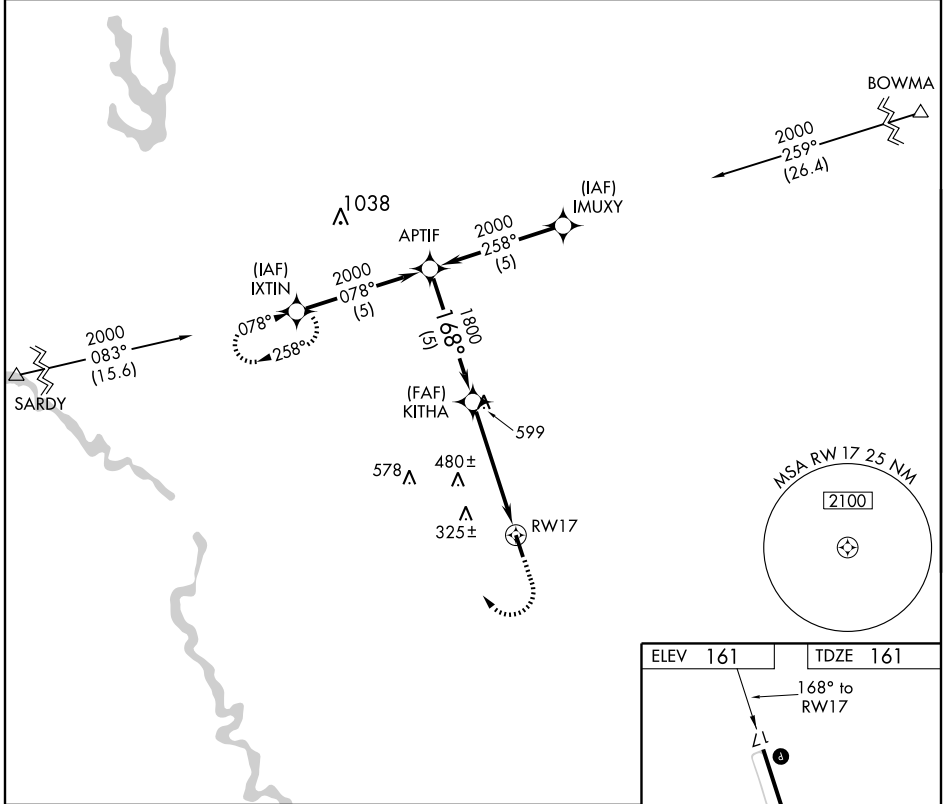 BOWMA
2000
259°
(26.4)
(IAF)
IMUXY
1038
APTIF
2000
258°
(5)
(IAF)
IXTIN
2000
078°
(5)
078°
258°
2000
083°
(15.6)
SARDY
1800
168°
(5)
(FAF)
KITHA
599
578
480±
325±
RW17
MSA RW 17 25 NM
2100
ELEV 161
TDZE 161
168° to
RW17
17
P